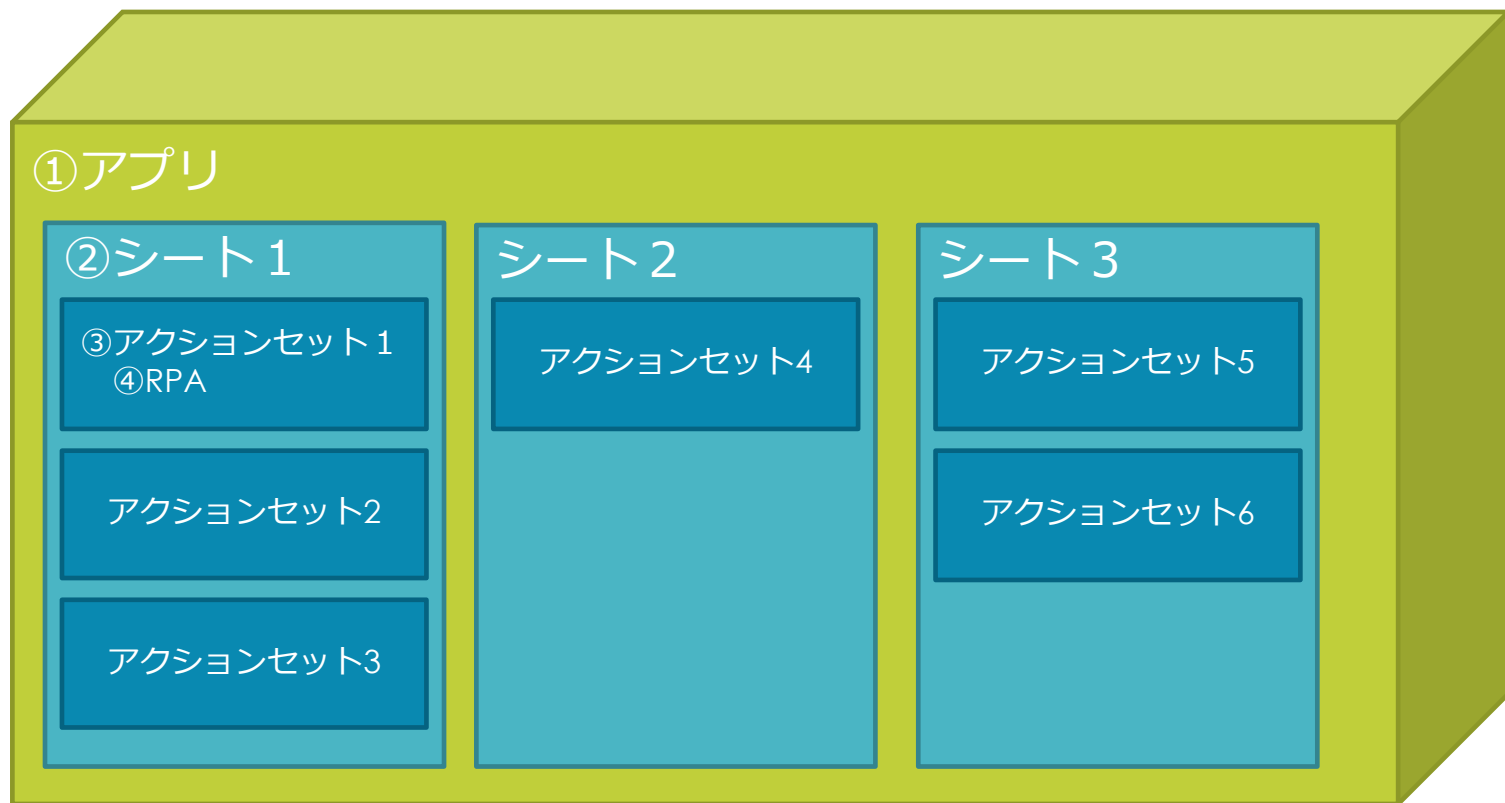 ①アプリ
②シート１
③アクションセット１
④RPA
アクションセット2
アクションセット3
シート２
アクションセット4
シート３
アクションセット5
アクションセット6